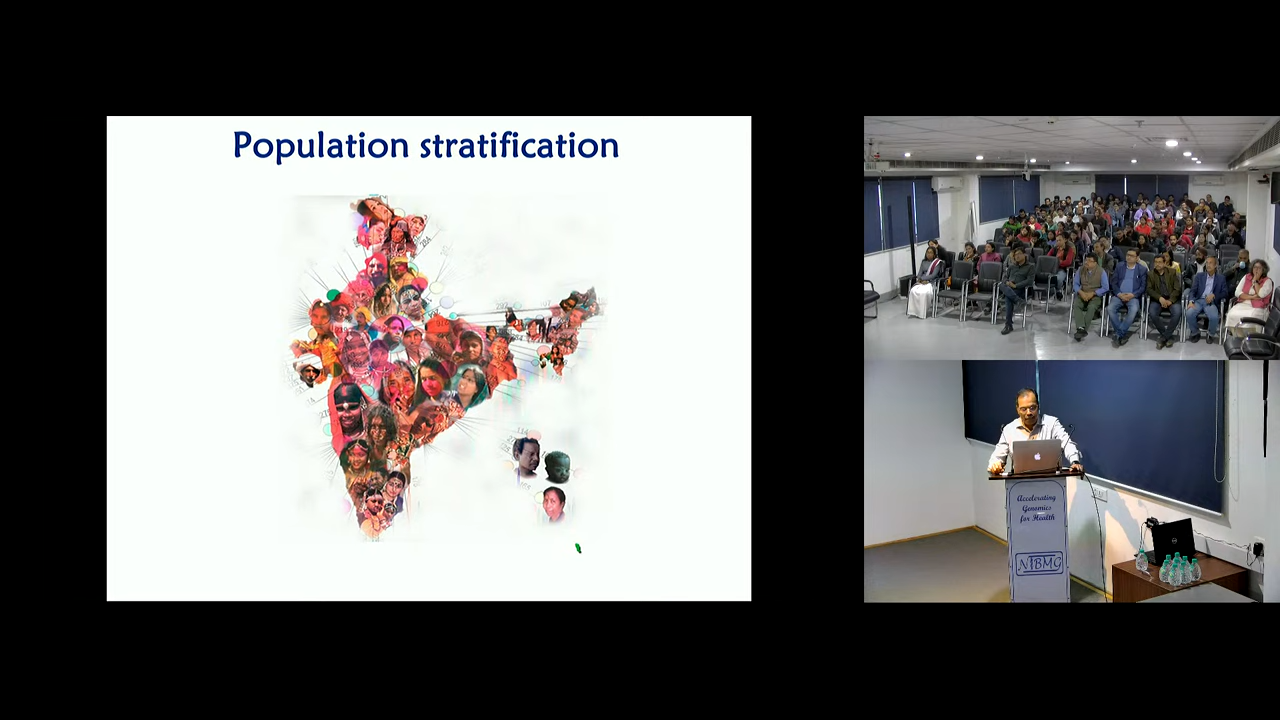 Population stratification
Accelerating
Genomics
for Health
NIBMG